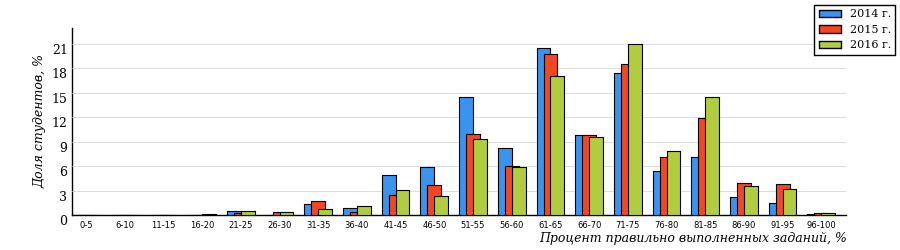 2014 г.
2015 г.
2016 г.
Доля студентов, %
21
18
15
12
9
6
3
0
0-5 6-10 11-15 16-20 21-25 26-30 31-35 36-40 41-45 46-50 51-55 56-60 61-65 66-70 71-75 76-80 81-85 86-90 91-95 96-100
Процент правильно выполненных заданий, %